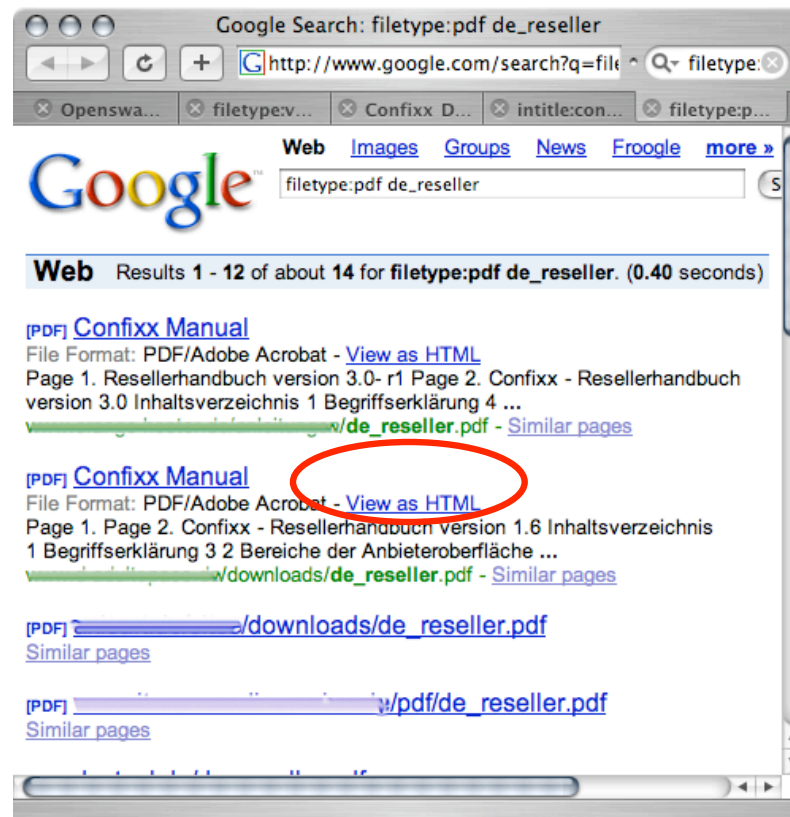 Google Search: filetype:pdf de_reseller
http://www.google.com/search?q=file
filetype:
Openswa...
filetype:v...
Confixx D...
intitle:con...
filetype:p...
Web Images Groups News Froogle more »
Google™
filetype:pdf de_reseller
S
Web Results 1 - 12 of about 14 for filetype:pdf de_reseller. (0.40 seconds)
[PDF] Confixx Manual
File Format: PDF/Adobe Acrobat - View as HTML
Page 1. Resellerhandbuch version 3.0- r1 Page 2. Confixx - Resellerhandbuch
version 3.0 Inhaltsverzeichnis 1 Begriffserklärung 4 ...
/de_reseller.pdf - Similar pages
[PDF] Confixx Manual
File Format: PDF/Adobe Acrobat - View as HTML
Page 1. Page 2. Confixx - Resellerhandbuch version 1.6 Inhaltsverzeichnis
1 Begriffserklärung 3 2 Bereiche der Anbieteroberfläche ...
/downloads/de_reseller.pdf - Similar pages
[PDF] /downloads/de_reseller.pdf
Similar pages
[PDF] /pdf/de_reseller.pdf
Similar pages